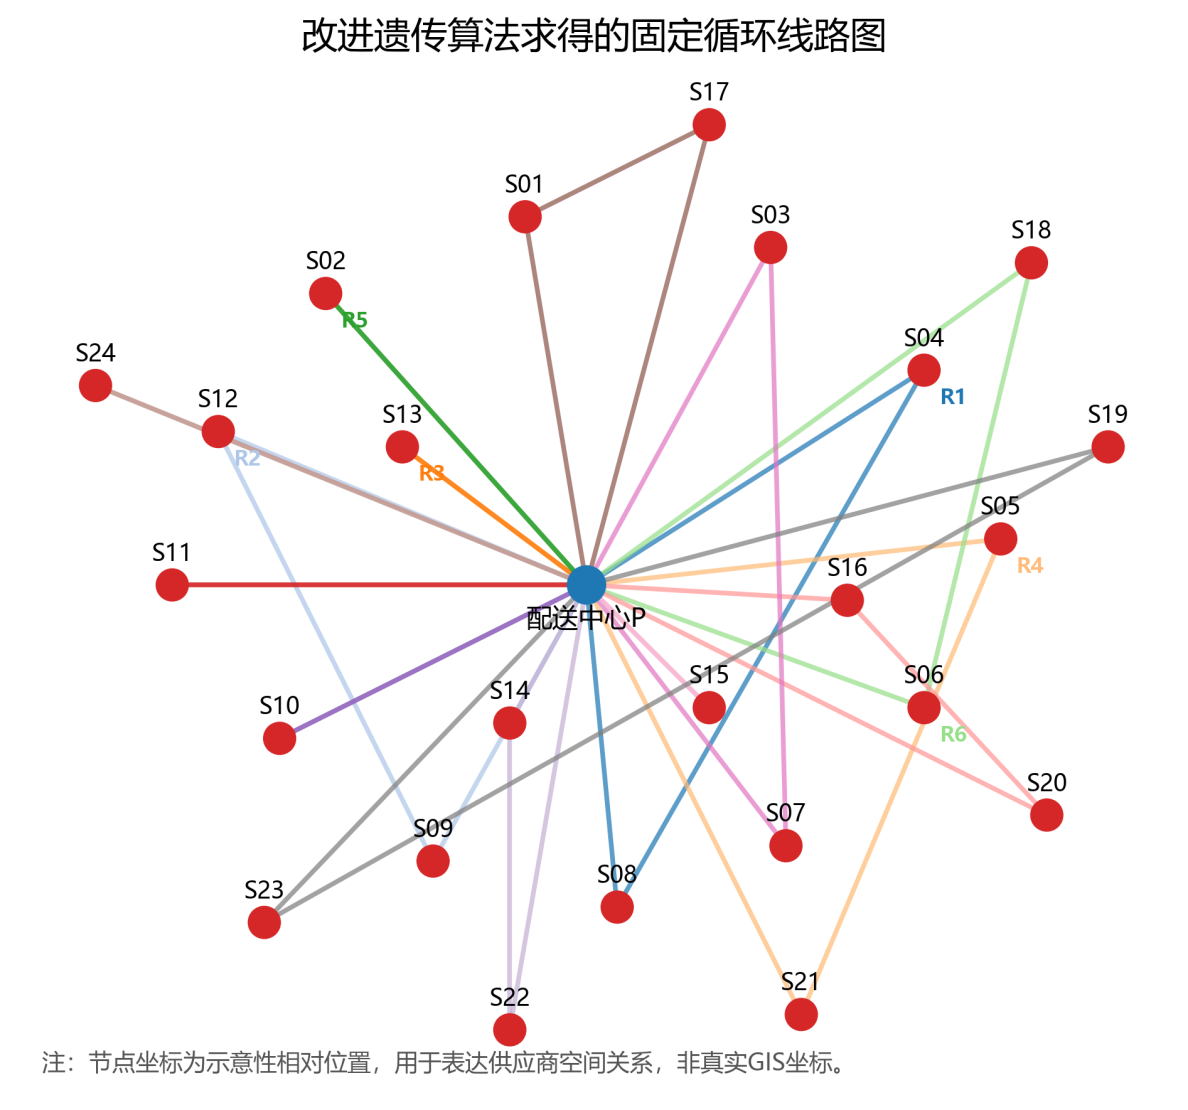 改进遗传算法求得的固定循环线路图
S17
S01
S03
S18
S02
R5
S04
S24
R1
S12
S13
S19
R2
R3
S05
S11
R4
S16
配送中心P
S15
S06
S14
S10
R6
S20
S07
S09
S08
S23
S21
S22
注：节点坐标为示意性相对位置，用于表达供应商空间关系，非真实GIS坐标。